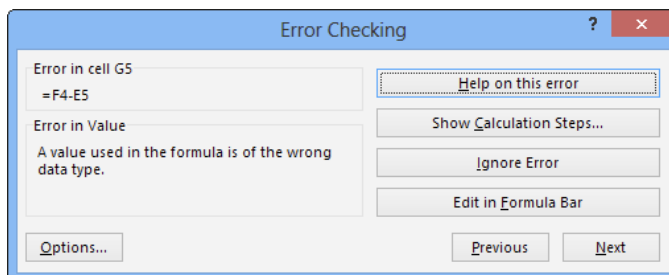 Error Checking
?
×
Error in cell G5
=F4-E5
Error in Value
A value used in the formula is of the wrong
data type.
Help on this error
Show Calculation Steps...
Ignore Error
Edit in Formula Bar
Options...
Previous
Next